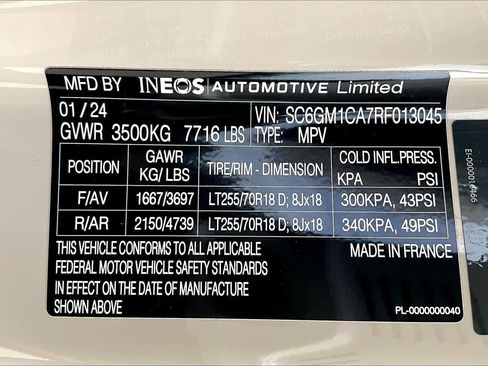 MFD BY INEOS AUTOMOTIVE Limited
01/24 VIN: SC6GM1CA7RF013045
GVWR 3500KG 7716 LBS TYPE: MPV
POSITION GAWR KG/LBS TIRE/RIM - DIMENSION COLD INFL.PRESSURE KPA PSI
F/AV 1667/3697 LT255/70R18 D; 8Jx18 300KPA, 43PSI
R/AR 2150/4739 LT255/70R18 D; 8Jx18 340KPA, 49PSI
THIS VEHICLE CONFORMS TO ALL APPLICABLE MADE IN FRANCE
FEDERAL MOTOR VEHICLE SAFETY STANDARDS
IN EFFECT ON THE DATE OF MANUFACTURE
SHOWN ABOVE PL-0000000040